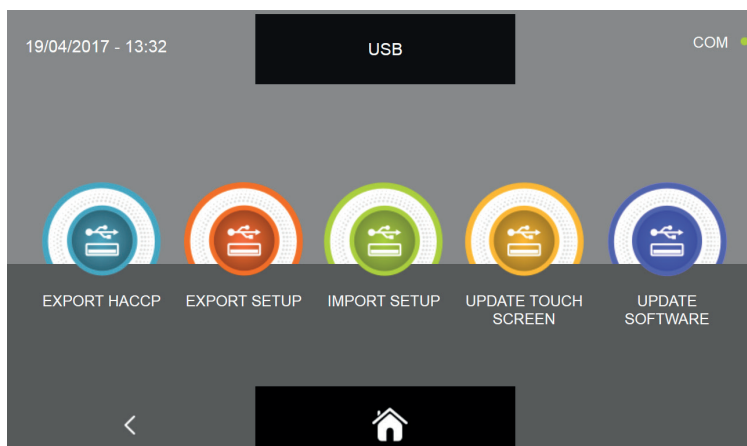 19/04/2017 - 13:32
USB
COM
EXPORT HACCP
EXPORT SETUP
IMPORT SETUP
UPDATE TOUCH
SCREEN
UPDATE
SOFTWARE